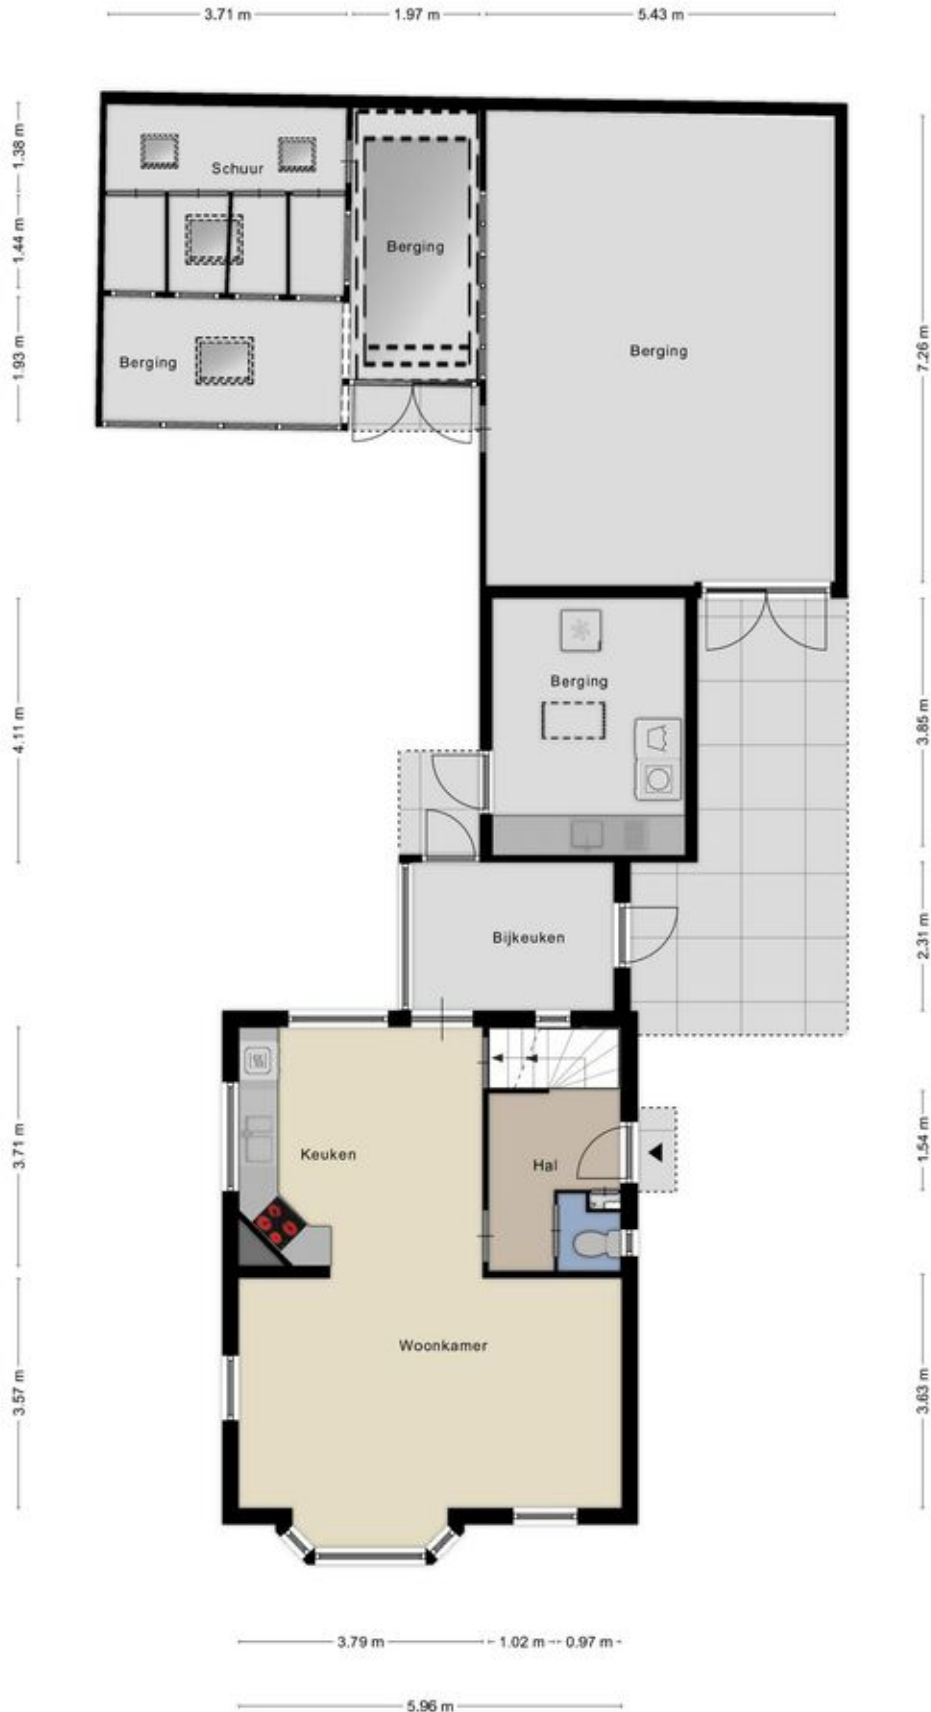 3.71 m
1.97 m
5.43 m
1.38 m
Schuur
1.44 m
Berging
7.26 m
Berging
1.93 m
Berging
Berging
4.11 m
3.85 m
Bijkeuken
2.31 m
3.71 m
Keuken
Hal
1.54 m
Woonkamer
3.57 m
3.63 m
3.79 m
1.02 m
0.97 m
5.96 m